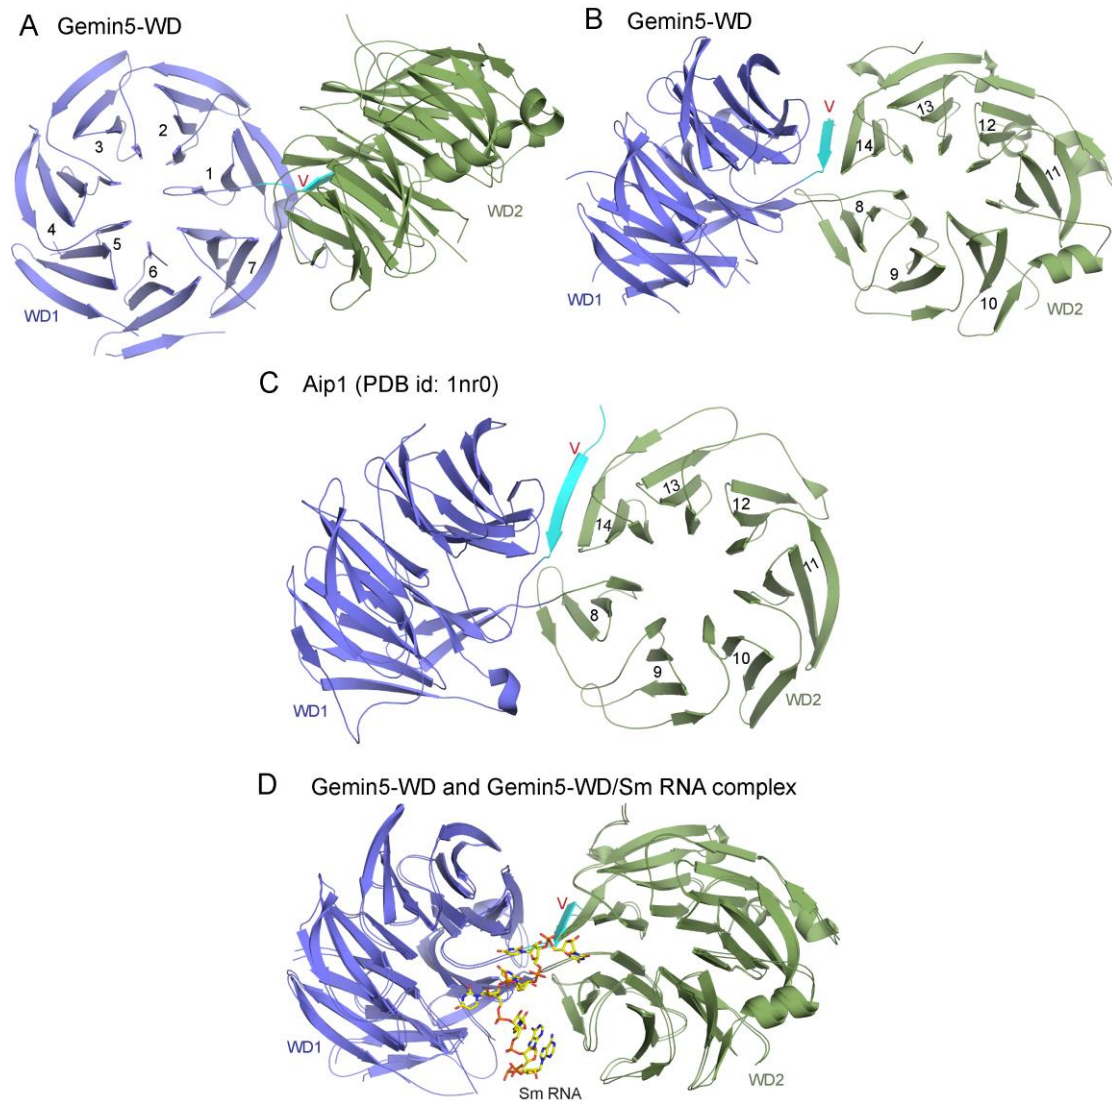 A Gemin5-WD
B Gemin5-WD
3
2
1
V
4
5
6
7
WD1
WD2
V
13
12
14
11
8
9
10
WD1
WD2
C Aip1 (PDB id: 1nr0)
V
13
12
14
11
8
10
9
WD1
WD2
D Gemin5-WD and Gemin5-WD/Sm RNA complex
V
WD1
WD2
Sm RNA